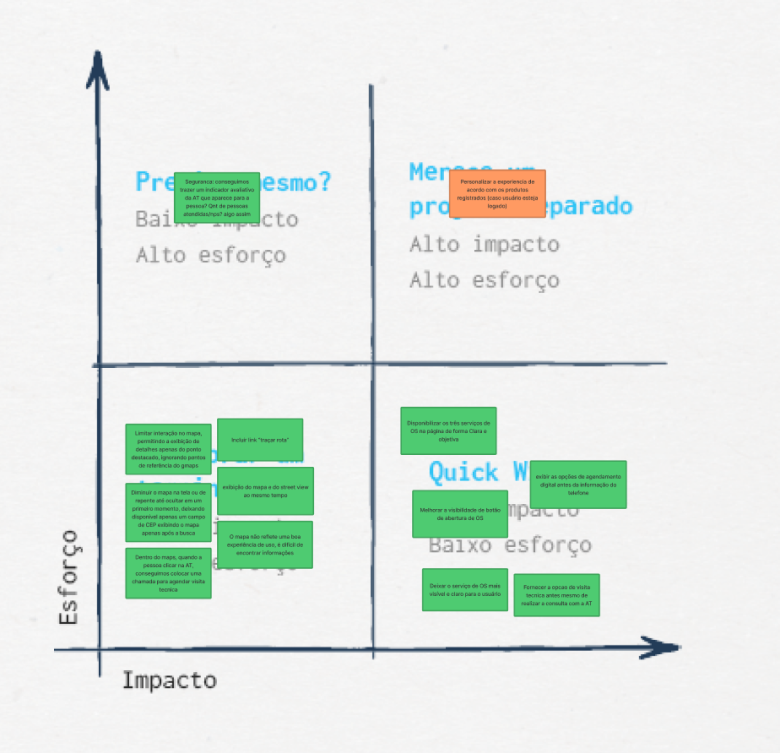 Pre
esmo?
Segurança: conseguimos
trazer um indicador avaliativo
da AT que apareça para a
pessoa? Qnt de pessoas
atendidas/nps? algo assim
Baixo impacto
Alto esforço
Merece um
pro
eparado
Personalizar a experiencia de
acordo com os produtos
registrados (caso usuário esteja
logado)
Alto impacto
Alto esforço
Limitar interação no mapa,
permitindo a exibição de
detalhes apenas do ponto
destacado, ignorando pontos
de referência do google
Incluir link "traçar rota"
Diminuir o mapa na tela ou de
repente até ocultar em um
primeiro momento, deixando
disponível apenas um campo
de CEP exibindo o mapa
apenas após a busca
exibição do mapa e do street view
ao mesmo tempo
O mapa não reflete uma boa
experiência de uso, é difícil de
encontrar informações.
Dentro do mapa, quando a
pessoa clicar na AT,
conseguimos colocar uma
chamada para agendar visita
técnica
esforço
Disponibilizar os três serviços de
OS na página de forma Clara e
objetiva
Quick W
exibir as opções de agendamento
digital antes da informação do
telefone
Melhorar a visibilidade de botão
de abertura de OS
mpacto
Baixo esforço
Deixar o serviço de OS mais
visível e claro para o usuário
Fornecer a opcao da visita
tecnica antes mesmo de
realizar a consulta com a AT
Esforço
Impacto